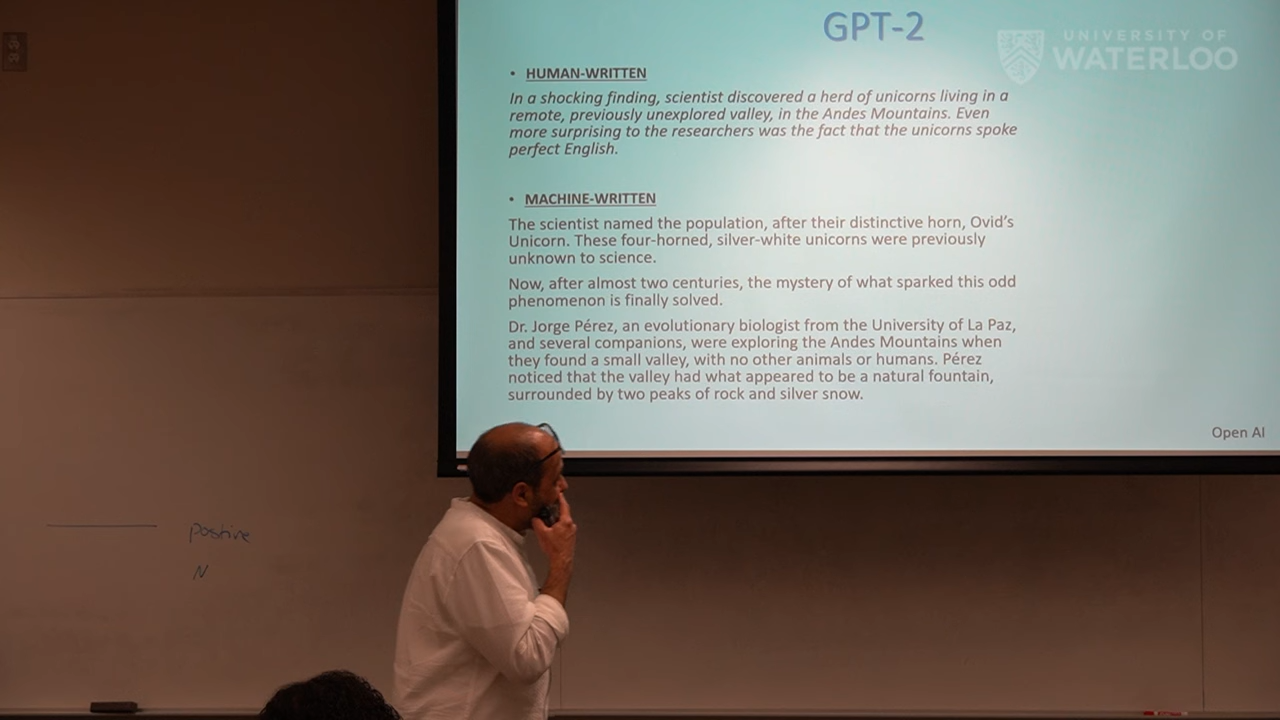 GPT-2
UNIVERSITY OF
WATERLOO
• HUMAN-WRITTEN
In a shocking finding, scientist discovered a herd of unicorns living in a
remote, previously unexplored valley, in the Andes Mountains. Even
more surprising to the researchers was the fact that the unicorns spoke
perfect English.
• MACHINE-WRITTEN
The scientist named the population, after their distinctive horn, Ovid's
Unicorn. These four-horned, silver-white unicorns were previously
unknown to science.
Now, after almost two centuries, the mystery of what sparked this odd
phenomenon is finally solved.
Dr. Jorge Pérez, an evolutionary biologist from the University of La Paz,
and several companions, were exploring the Andes Mountains when
they found a small valley, with no other animals or humans. Pérez
noticed that the valley had what appeared to be a natural fountain,
surrounded by two peaks of rock and silver snow.
Open AI
positive
N